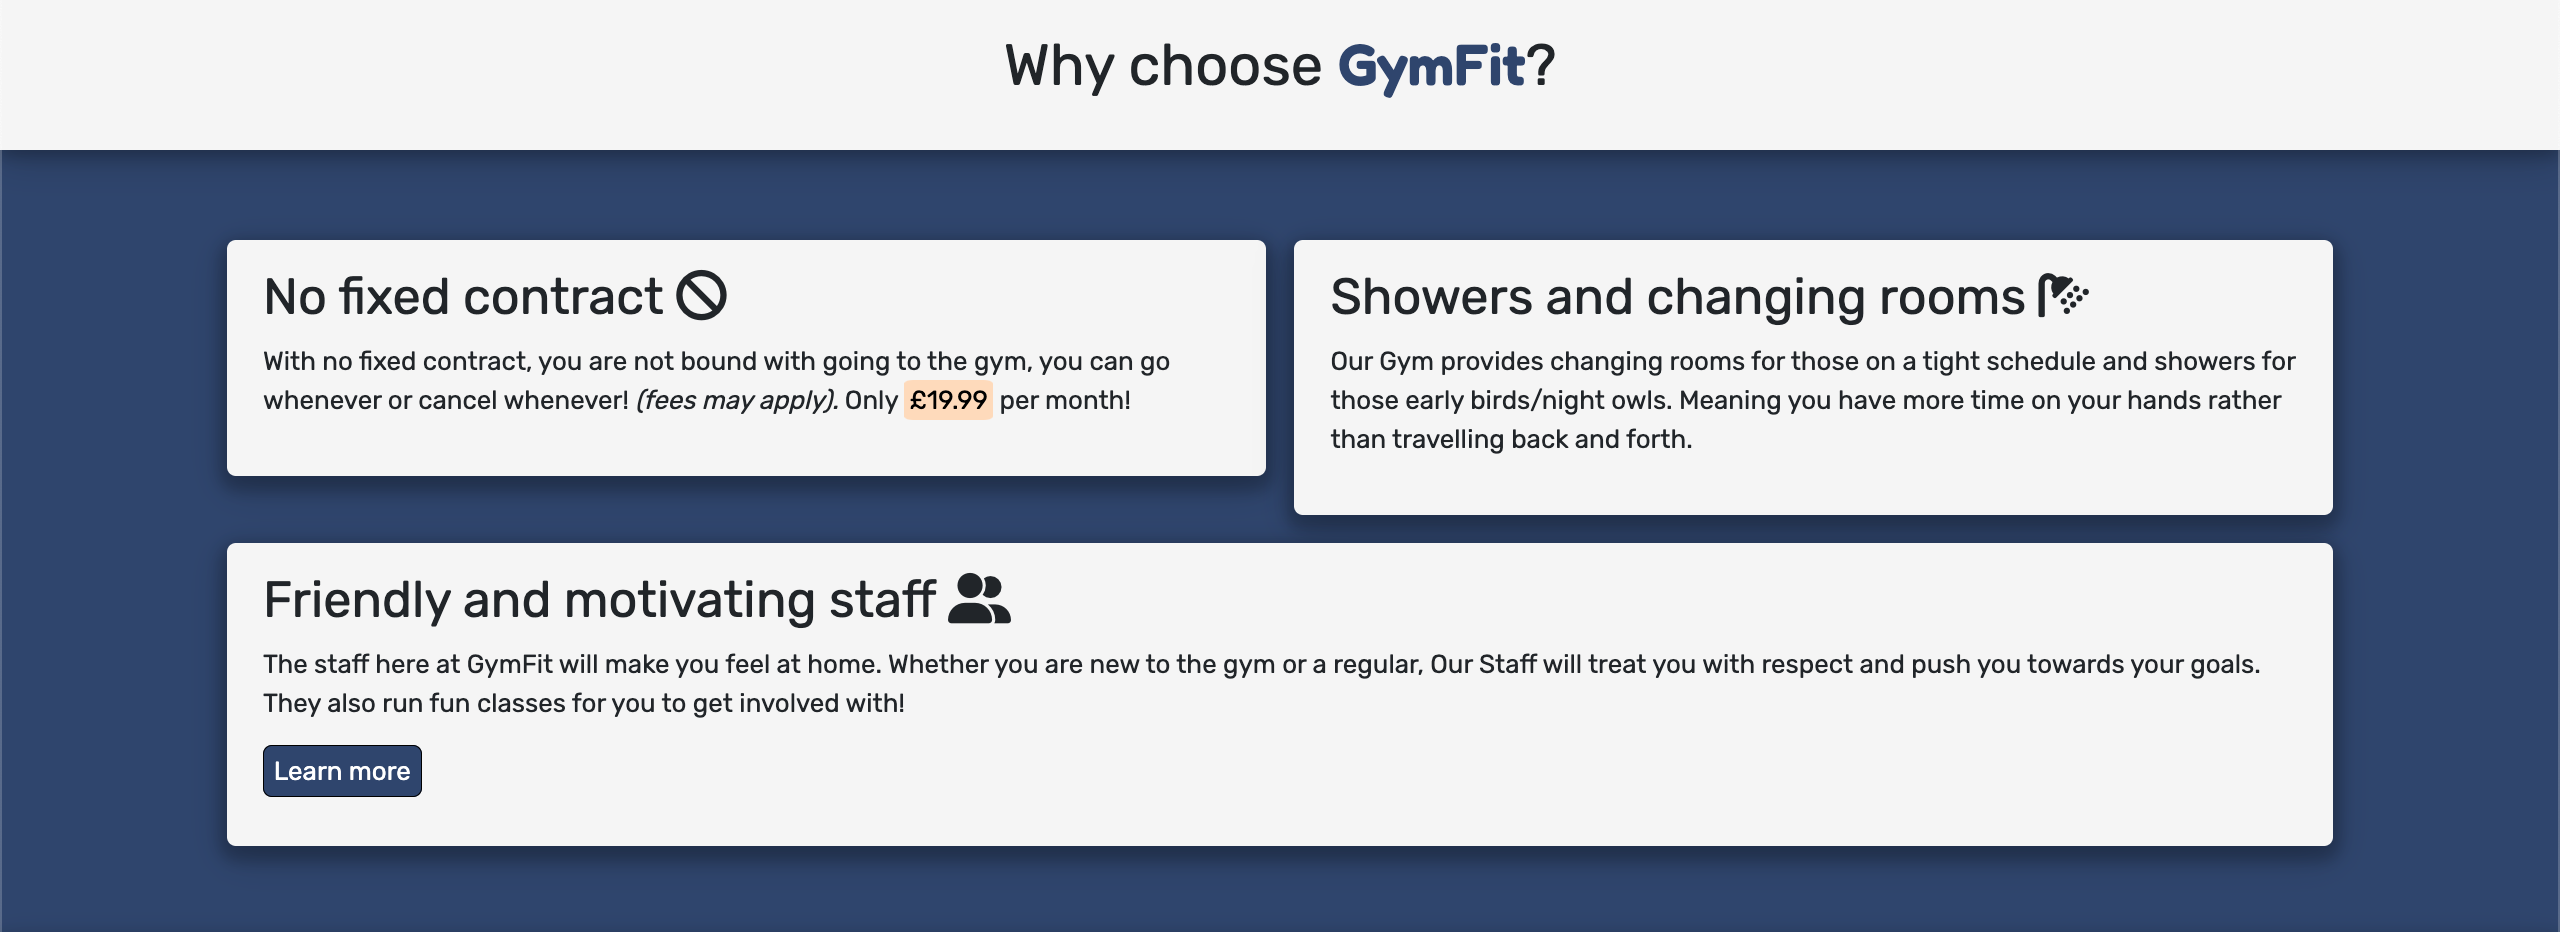 Why choose GymFit?
No fixed contract
With no fixed contract, you are not bound with going to the gym, you can go
whenever or cancel whenever! (fees may apply). Only £19.99 per month!
Showers and changing rooms
Our Gym provides changing rooms for those on a tight schedule and showers for
those early birds/night owls. Meaning you have more time on your hands rather
than travelling back and forth.
Friendly and motivating staff
The staff here at GymFit will make you feel at home. Whether you are new to the gym or a regular, Our Staff will treat you with respect and push you towards your goals.
They also run fun classes for you to get involved with!
Learn more